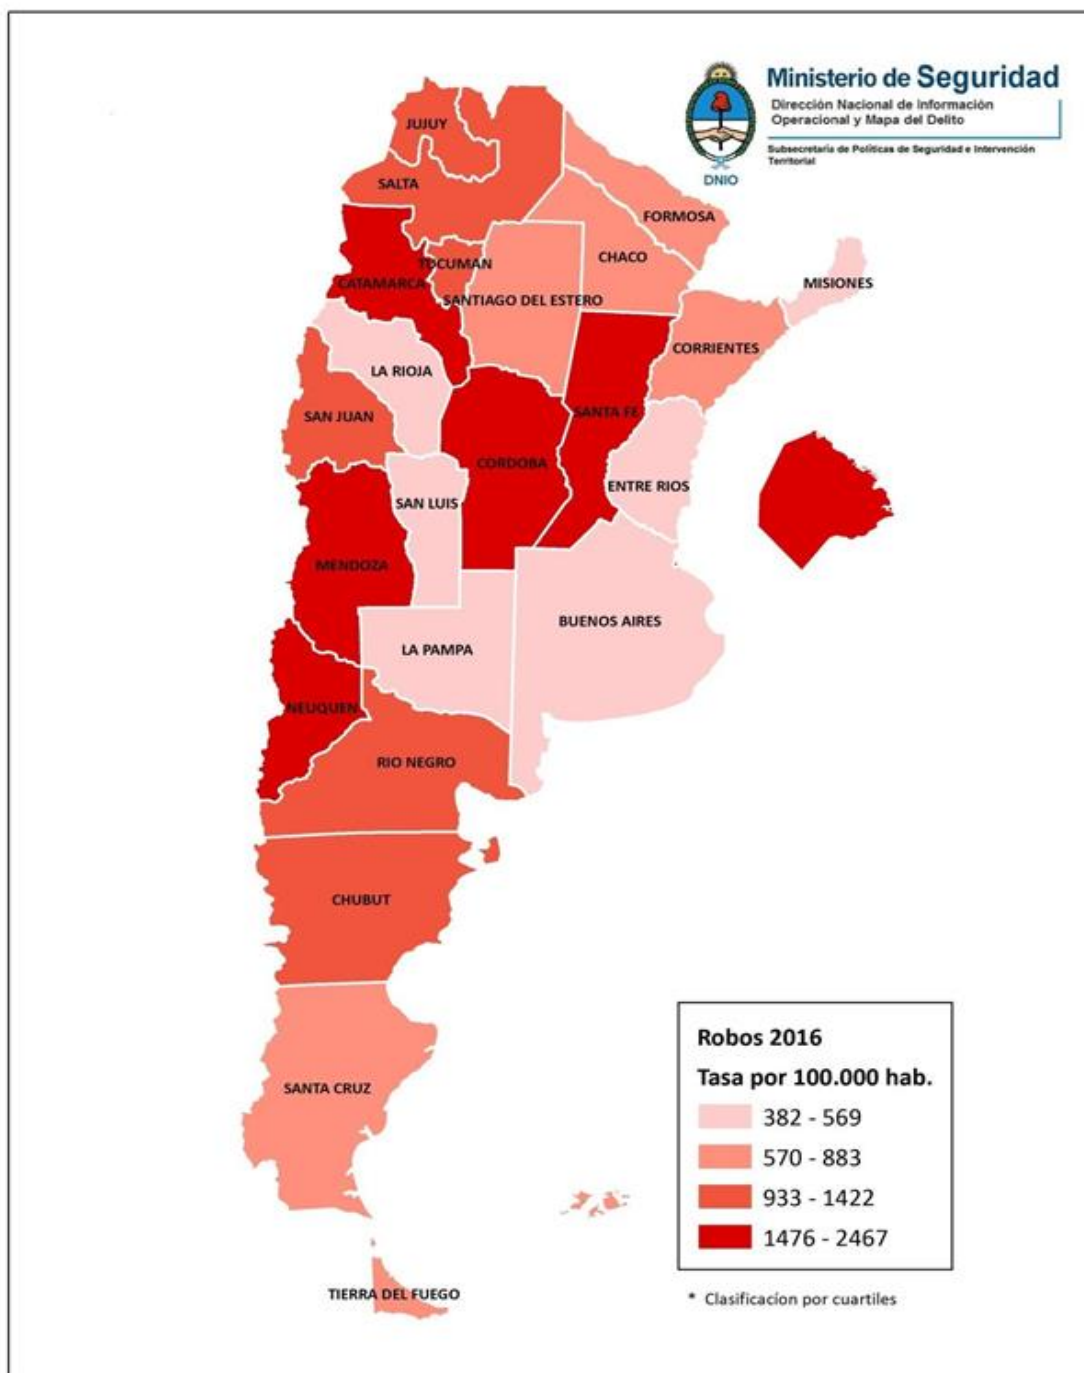 Ministerio de Seguridad
Dirección Nacional de Información
Operacional y Mapa del Delito
Subsecretaría de Políticas de Seguridad e Intervención
Territorial
DNIO
JUJUY
SALTA
FORMOSA
CHACO
TUCUMAN
CATAMARCA
SANTIAGO DEL ESTERO
MISIONES
CORRIENTES
LA RIOJA
SAN JUAN
SANTA FE
CORDOBA
ENTRE RIOS
SAN LUIS
MENDOZA
BUENOS AIRES
LA PAMPA
NEUQUEN
RIO NEGRO
CHUBUT
SANTA CRUZ
TIERRA DEL FUEGO
Robos 2016
Tasa por 100.000 hab.
382 - 569
570 - 883
933 - 1422
1476 - 2467
* Clasificacíon por cuartiles